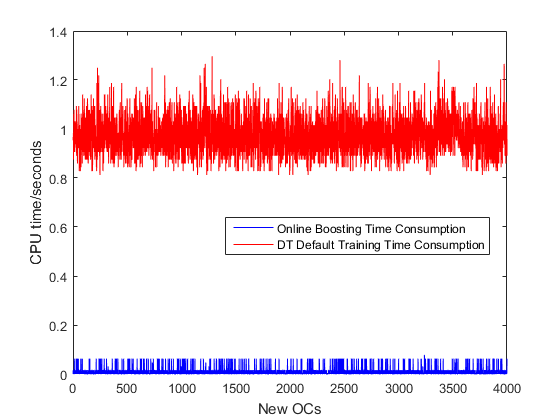 1.4
1.2
1
0.8
0.6
0.4
0.2
0
CPU time/seconds
Online Boosting Time Consumption
DT Default Training Time Consumption
0 500 1000 1500 2000 2500 3000 3500 4000
New OCs